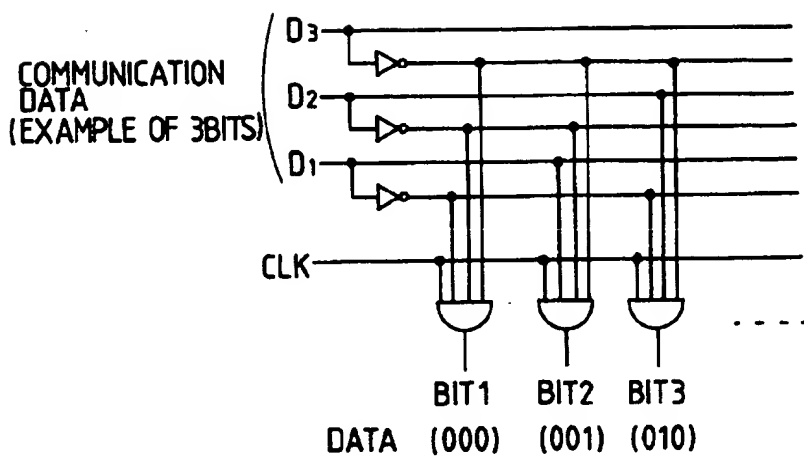 COMMUNICATION
DATA
(EXAMPLE OF 3BITS)
D3
D2
D1
CLK
BIT1 BIT2 BIT3
DATA (000) (001) (010)